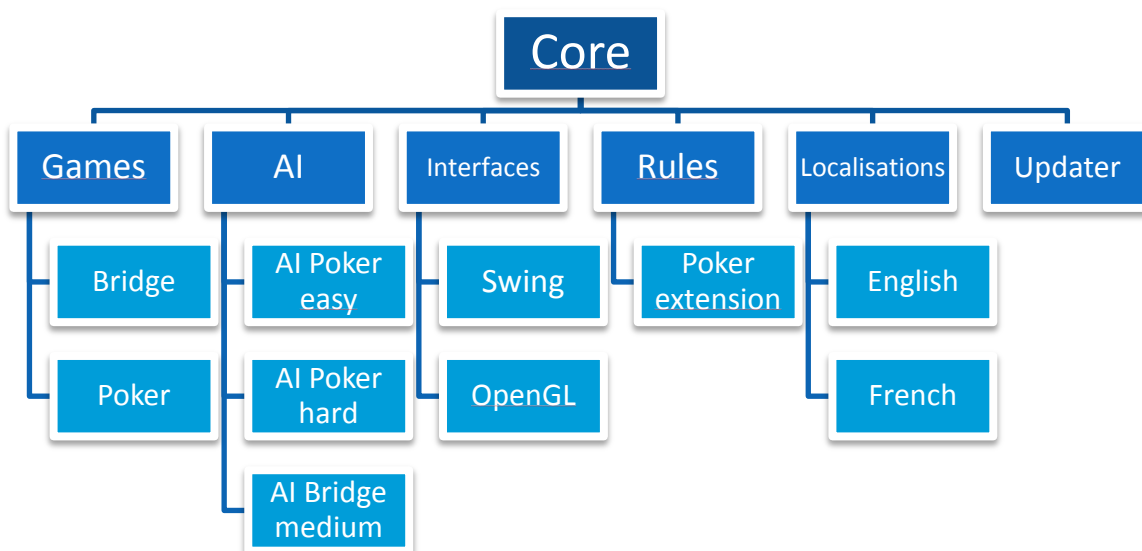 Core
Games
AI
Interfaces
Rules
Localisations
Updater
Bridge
AI Poker
easy
Swing
Poker
extension
English
Poker
AI Poker
hard
OpenGL
French
AI Bridge
medium